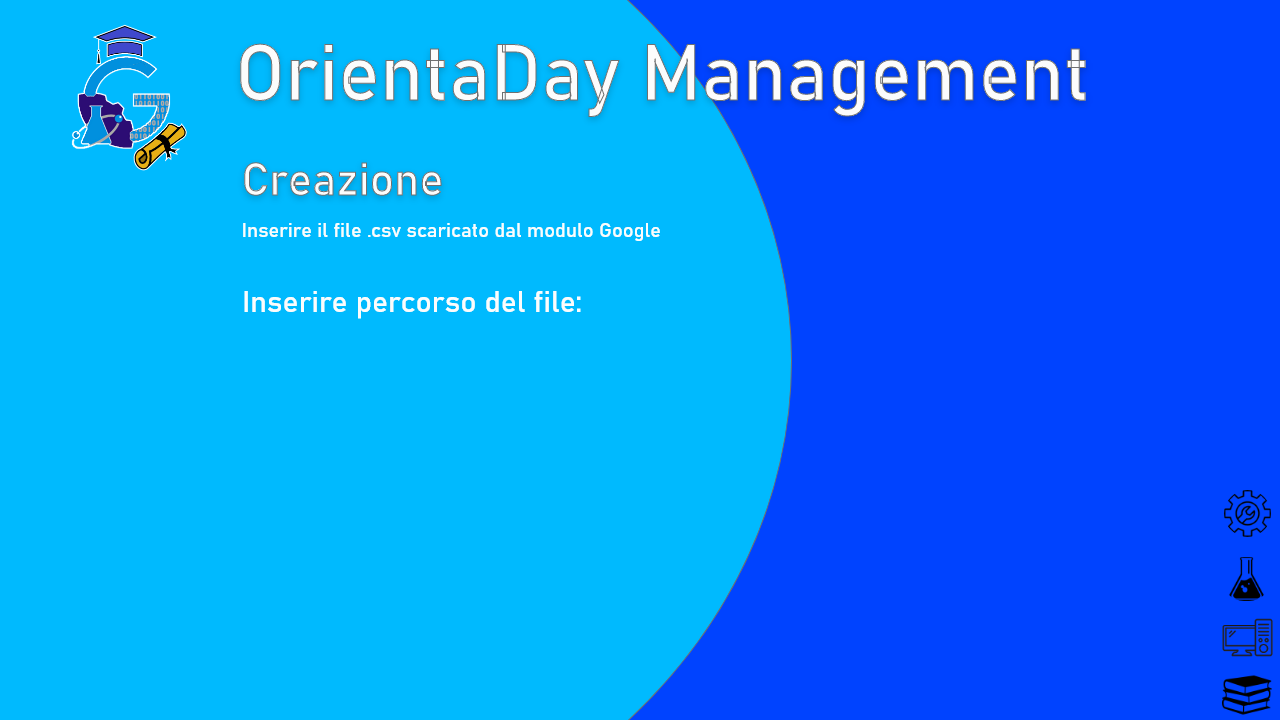 OrientaDay Management
Creazione
Inserire il file .csv scaricato dal modulo Google
Inserire percorso del file: